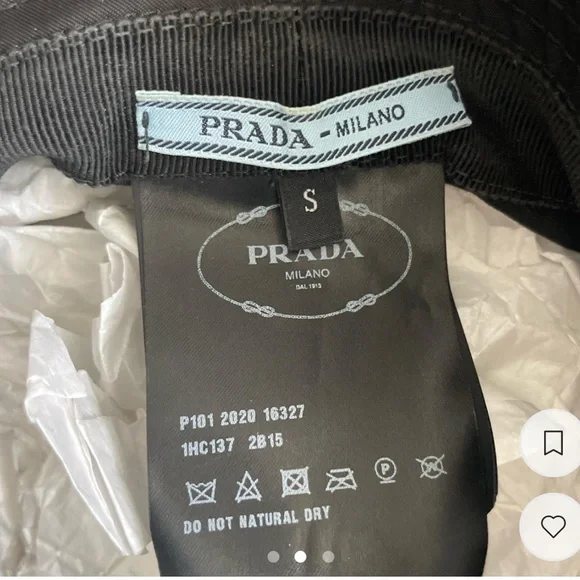 PRADA - MILANO
S
PRADA
MILANO
DAL 1913
P101 2020 16327
1HC137 2B15
P
DO NOT NATURAL DRY